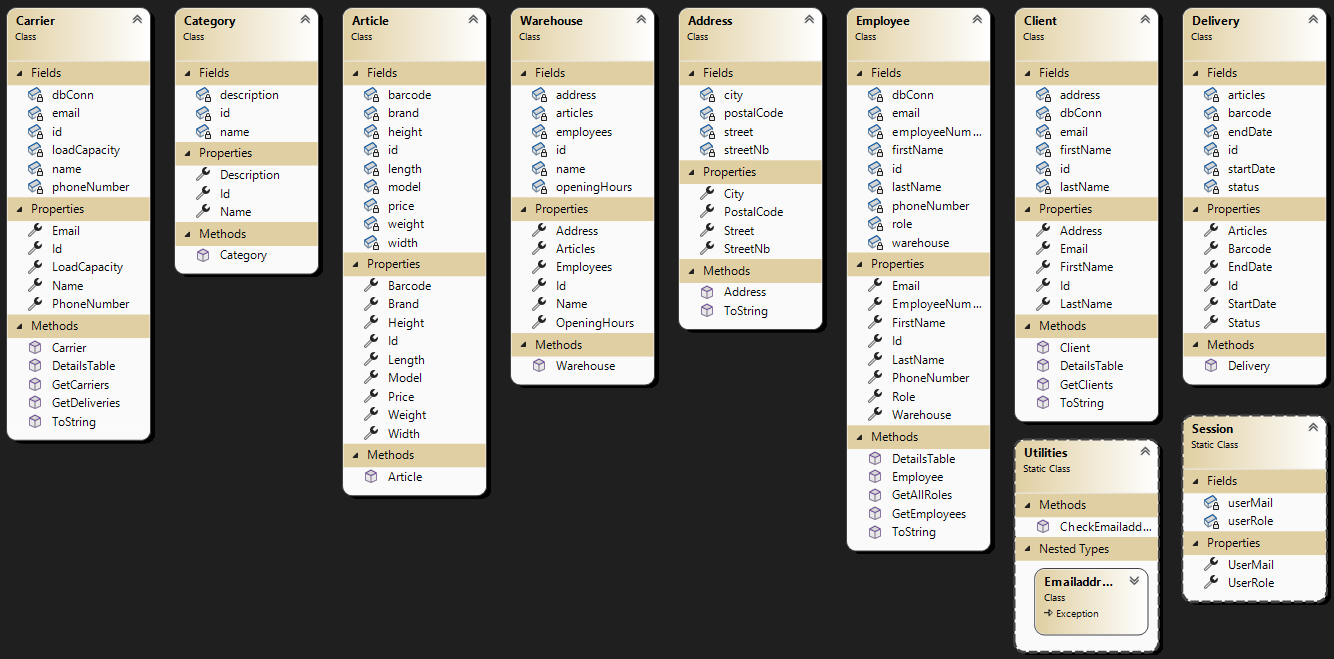 Carrier
Class
Fields
dbConn
email
id
loadCapacity
name
phoneNumber
Properties
Email
Id
LoadCapacity
Name
PhoneNumber
Methods
Carrier
DetailsTable
GetCarriers
GetDeliveries
ToString
Category
Class
Fields
description
id
name
Properties
Description
Id
Name
Methods
Category
Article
Class
Fields
barcode
brand
height
id
length
model
price
weight
width
Properties
Barcode
Brand
Height
Id
Length
Model
Price
Weight
Width
Methods
Article
Warehouse
Class
Fields
address
articles
employees
id
name
openingHours
Properties
Address
Articles
Employees
Id
Name
OpeningHours
Methods
Warehouse
Address
Class
Fields
city
postalCode
street
streetNb
Properties
City
PostalCode
Street
StreetNb
Methods
Address
ToString
Employee
Class
Fields
dbConn
email
employeeNum...
firstName
id
lastName
phoneNumber
role
warehouse
Properties
Email
EmployeeNum...
FirstName
Id
LastName
PhoneNumber
Role
Warehouse
Methods
DetailsTable
Employee
GetAllRoles
GetEmployees
ToString
Client
Class
Fields
address
dbConn
email
firstName
id
lastName
Properties
Address
Email
FirstName
Id
LastName
Methods
Client
DetailsTable
GetClients
ToString
Utilities
Static Class
Methods
CheckEmailadd...
Nested Types
Emailaddr...
Class
Exception
Delivery
Class
Fields
articles
barcode
endDate
id
startDate
status
Properties
Articles
Barcode
EndDate
Id
StartDate
Status
Methods
Delivery
Session
Static Class
Fields
userMail
userRole
Properties
UserMail
UserRole